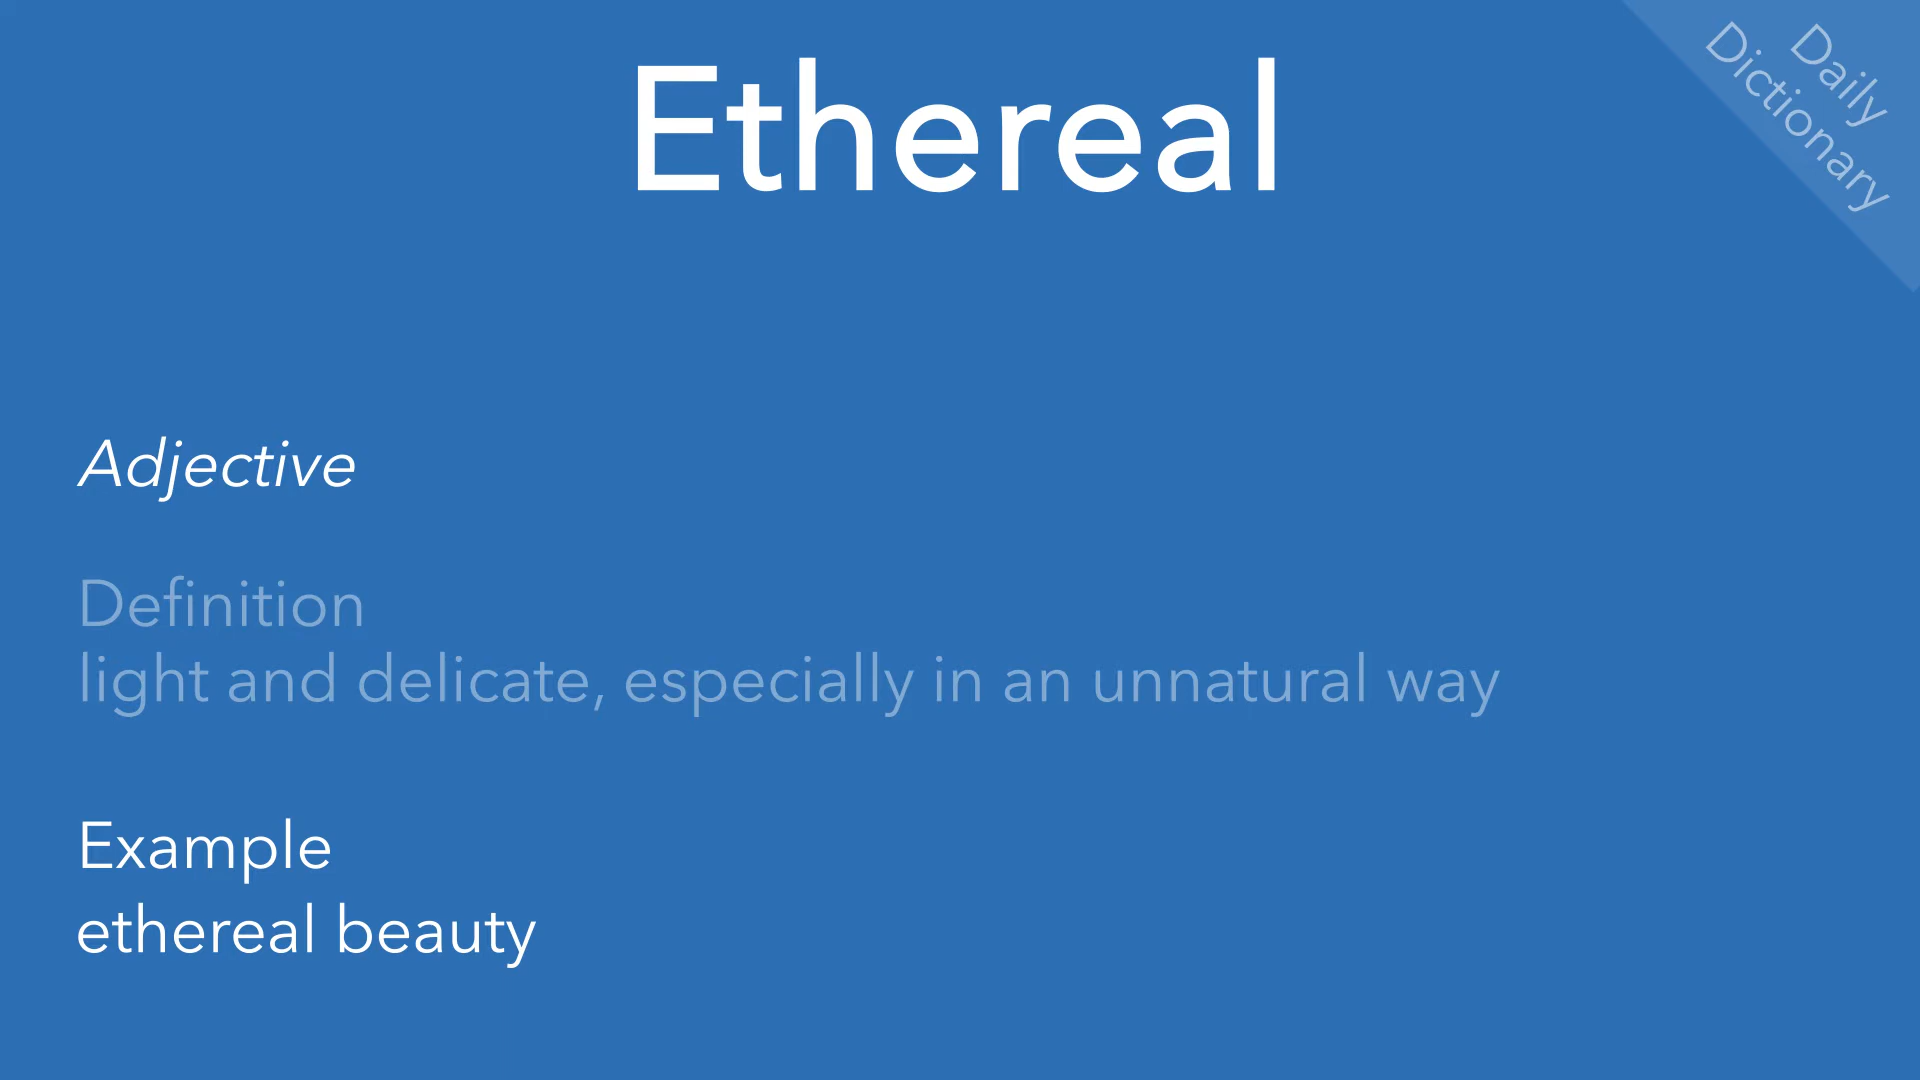 Ethereal
Daily
Dictionary
Adjective
Definition
light and delicate, especially in an unnatural way
Example
ethereal beauty